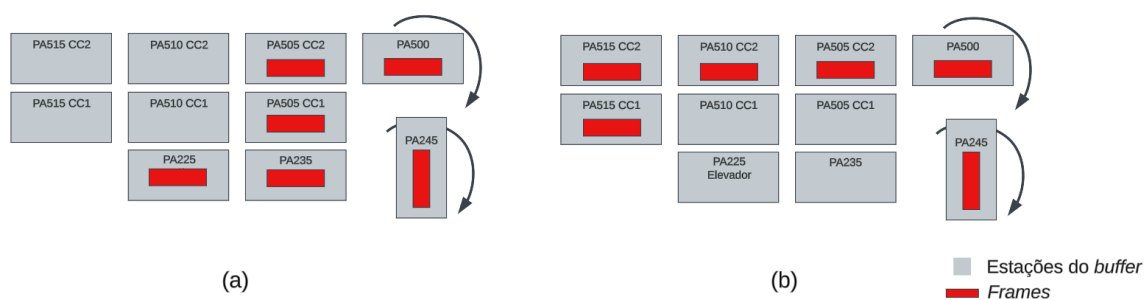 PA515 CC2
PA510 CC2
PA505 CC2
PA500
PA515 CC1
PA510 CC1
PA505 CC1
PA225
PA235
PA245
(a)
PA515 CC2
PA510 CC2
PA505 CC2
PA500
PA515 CC1
PA510 CC1
PA505 CC1
PA225
Elevador
PA235
PA245
(b)
Estações do buffer
Frames